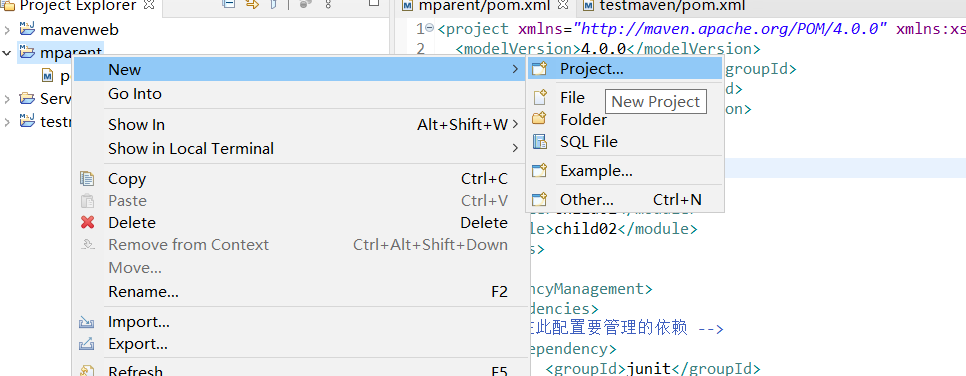 Project Explorer
mavenweb
mparent
Serv
mparent/pom.xml
testmaven/pom.xml
1 <project xmlns="http://maven.apache.org/POM/4.0.0" xmlns:xs
2 <modelVersion>4.0.0</modelVersion>
groupId>
d>
on>
New
Go Into
Show In Alt+Shift+W
Show in Local Terminal
Copy Ctrl+C
Paste Ctrl+V
Delete Delete
Remove from Context Ctrl+Alt+Shift+Down
Move...
Rename... F2
Import...
Export...
Refresh F5
Project...
File
New Project
Folder
SQL File
Example...
Other... Ctrl+N
le>child02</module>
s>
ncyManagement>
dencies>
在此配置要管理的依赖 -->
ependency>
<groupId>junit</groupId>